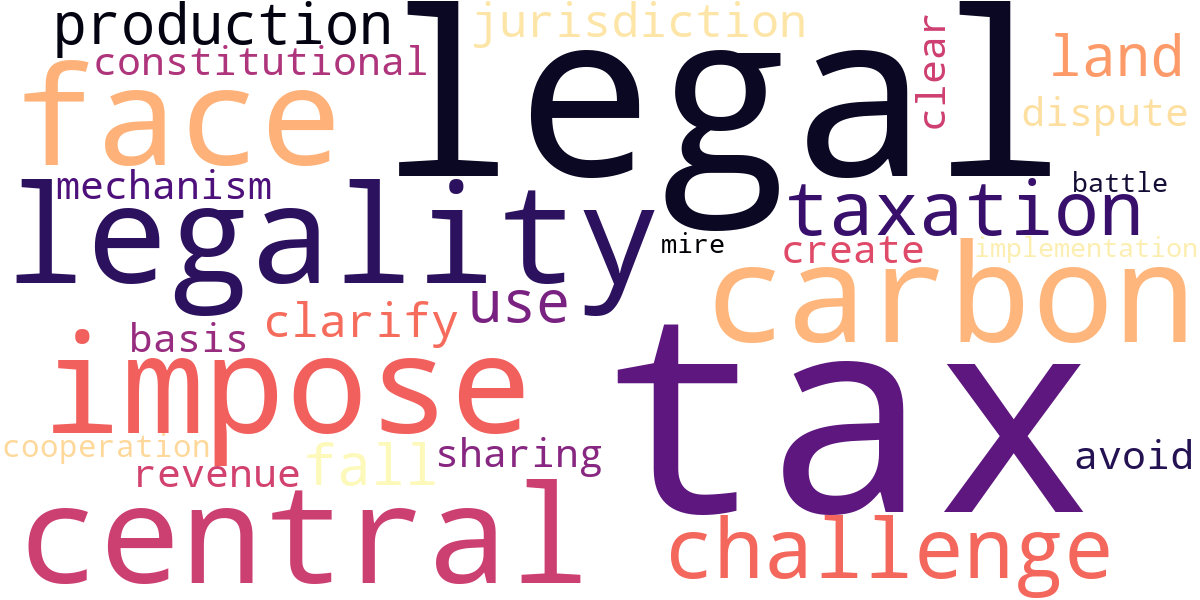 production
legal
jurisdiction
clear
land
constitutional
face
dispute
mechanism
legality
taxation
battle
mire
create
implementation
carbon
use
clarify
basis
impose
tax
cooperation
fall
sharing
avoid
revenue
central
challenge